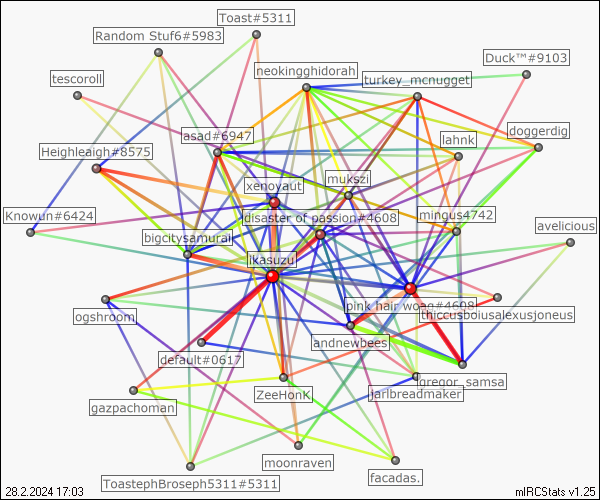 Toast#5311
Random Stuf6#5983
Duck™#9103
neokingghidorah
turkey_mcnugget
tescoroll
asad#6947
doggerdig
lahnk
Heighleaigh#8575
mukszi
xenoyaut
Knowun#6424
disaster of passion#4608
mingus4742
avelicious
bigcitysamurai
ikasuzu
pink hair woag#4698
thiccusboiusalexusjoneus
ogshroom
landnewbees
default#0617
gregor_samsa
ZeeHonK
jarlbreadmaker
gazpachoman
moonraven
facadas.
ToastephBroseph5311#5311
28.2.2024 17:03
mIRCStats v1.25